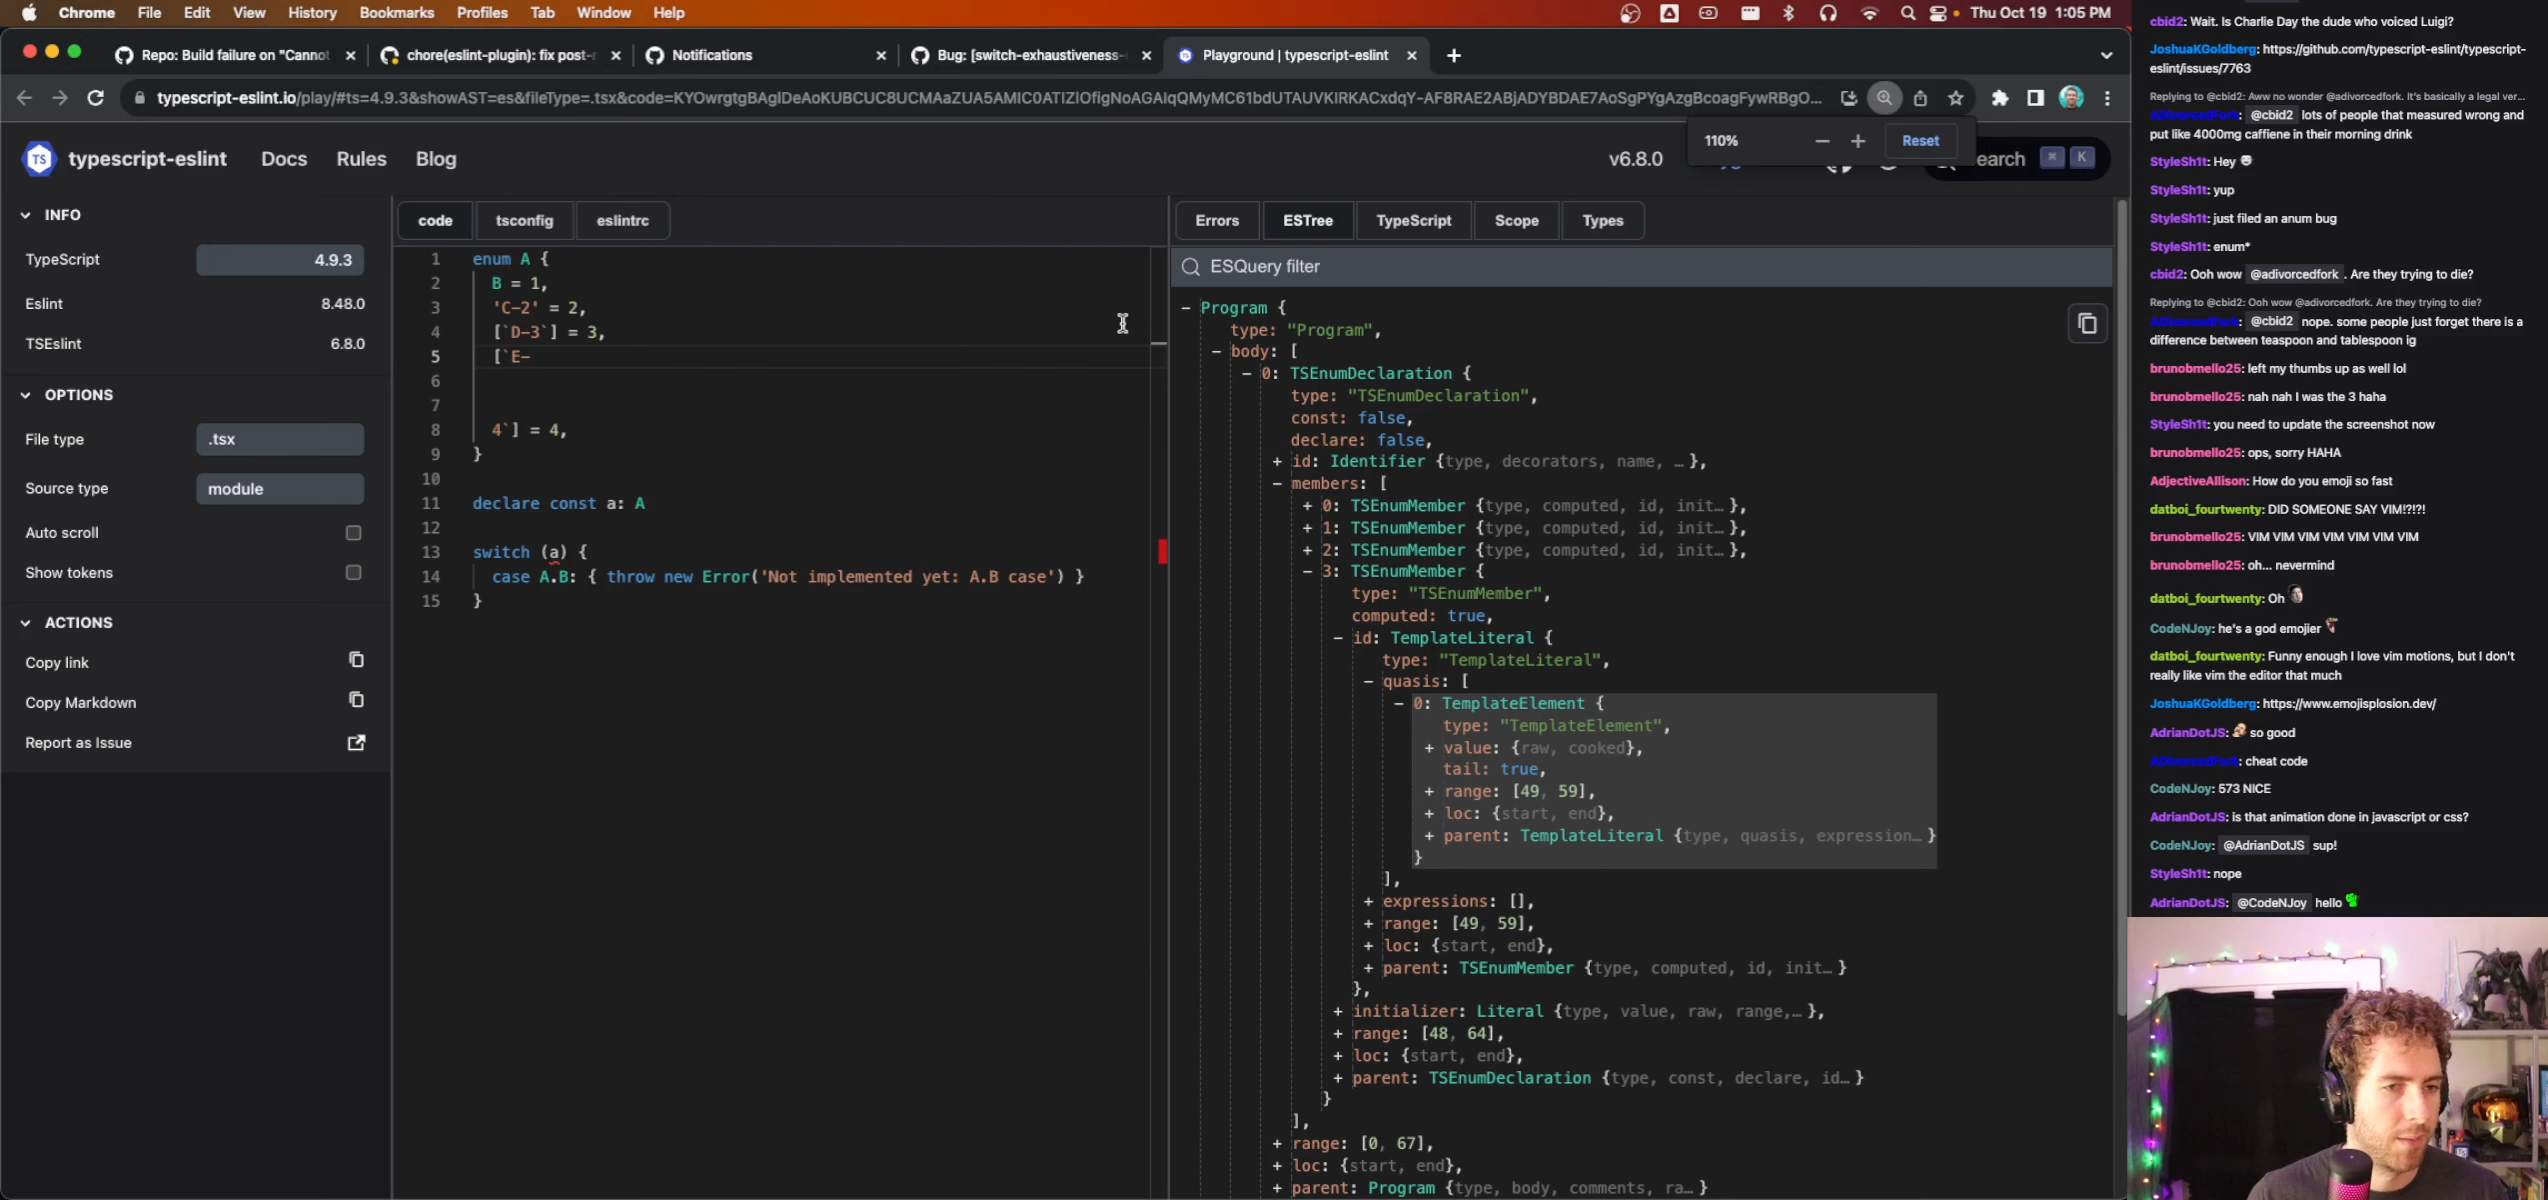 Chrome File Edit View History Bookmarks Profiles Tab Window Help
Thu Oct 19 1:05 PM
Repo: Build failure on "Cannot
chore(eslint-plugin): fix post-
Notifications
Bug: [switch-exhaustiveness-
Playground | typescript-eslint
typescript-eslint.io/play/#ts=4.9.3&showAST=es&fileType=.tsx&code=KYOwrgtgBAglDeAoKUBCUC8UCMAaZUA5AMIC0ATIZIOfigNoAGAIqQMyMC61bdUTAUVKIRKACxdqY-AF8RAE2ABjADYBDAE7AoSgPYgAzgBcoagFywRBgO...
110% − + Reset
typescript-eslint Docs Rules Blog
v6.8.0
earch ⌘ K
INFO
TypeScript 4.9.3
Eslint 8.48.0
TSEslint 6.8.0
OPTIONS
File type .tsx
Source type module
Auto scroll
Show tokens
ACTIONS
Copy link
Copy Markdown
Report as Issue
code tsconfig eslintrc
1 enum A {
2 B = 1,
3 'C-2' = 2,
4 [`D-3`] = 3,
5 [`E-
6
7
8 4`] = 4,
9 }
10
11 declare const a: A
12
13 switch (a) {
14 case A.B: { throw new Error('Not implemented yet: A.B case') }
15 }
Errors ESTree TypeScript Scope Types
ESQuery filter
− Program {
type: "Program",
− body: [
− 0: TSEnumDeclaration {
type: "TSEnumDeclaration",
const: false,
declare: false,
+ id: Identifier {type, decorators, name, … },
− members: [
+ 0: TSEnumMember {type, computed, id, init… },
+ 1: TSEnumMember {type, computed, id, init… },
+ 2: TSEnumMember {type, computed, id, init… },
− 3: TSEnumMember {
type: "TSEnumMember",
computed: true,
− id: TemplateLiteral {
type: "TemplateLiteral",
− quasis: [
− 0: TemplateElement {
type: "TemplateElement",
+ value: {raw, cooked},
tail: true,
+ range: [49, 59],
+ loc: {start, end},
+ parent: TemplateLiteral {type, quasis, expression… }
}
],
+ expressions: [],
+ range: [49, 59],
+ loc: {start, end},
+ parent: TSEnumMember {type, computed, id, init… }
},
+ initializer: Literal {type, value, raw, range,… },
+ range: [48, 64],
+ loc: {start, end},
+ parent: TSEnumDeclaration {type, const, declare, id… }
}
],
+ range: [0, 67],
+ loc: {start, end},
+ parent: Program {type, body, comments, ra… }
cbid2: Wait. Is Charlie Day the dude who voiced Luigi?
JoshuaKGoldberg: https://github.com/typescript-eslint/typescript-
eslint/issues/7763
Replying to @cbid2: Aww no wonder @adivorcedfork. It's basically a legal ver...
ADivorcedFork: @cbid2 lots of people that measured wrong and
put like 4000mg caffiene in their morning drink
StyleSh1t: Hey
StyleSh1t: yup
StyleSh1t: just filed an anum bug
StyleSh1t: enum*
cbid2: Ooh wow @adivorcedfork . Are they trying to die?
Replying to @cbid2: Ooh wow @adivorcedfork. Are they trying to die?
ADivorcedFork: @cbid2 nope. some people just forget there is a
difference between teaspoon and tablespoon ig
brunobmello25: left my thumbs up as well lol
brunobmello25: nah nah I was the 3 haha
StyleSh1t: you need to update the screenshot now
brunobmello25: ops, sorry HAHA
AdjectiveAllison: How do you emoji so fast
datboi_fourtwenty: DID SOMEONE SAY VIM!?!?!
brunobmello25: VIM VIM VIM VIM VIM VIM VIM
brunobmello25: oh... nevermind
datboi_fourtwenty: Oh
CodeNJoy: he's a god emojier
datboi_fourtwenty: Funny enough I love vim motions, but I don't
really like vim the editor that much
JoshuaKGoldberg: https://www.emojisplosion.dev/
AdrianDotJS: so good
ADivorcedFork: cheat code
CodeNJoy: 573 NICE
AdrianDotJS: is that animation done in javascript or css?
CodeNJoy: @AdrianDotJS sup!
StyleSh1t: nope
AdrianDotJS: @CodeNJoy hello